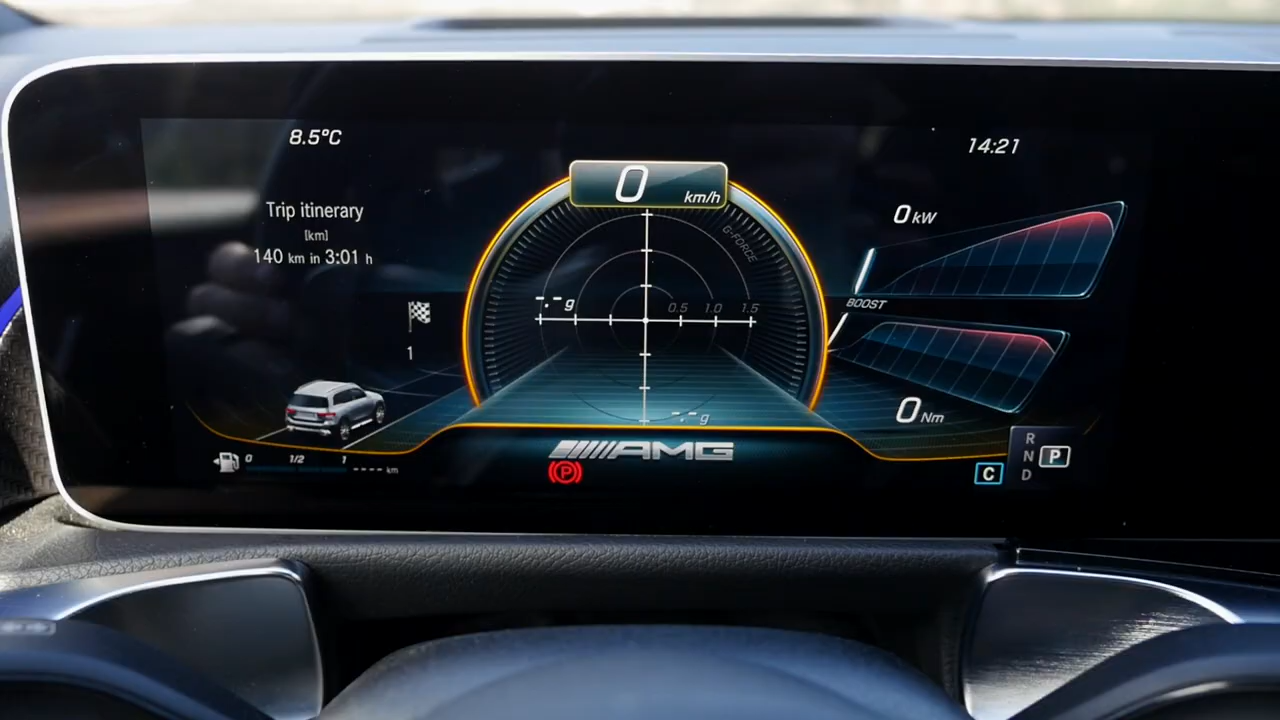 8.5°C
14:21
Trip itinerary
[km]
140 km in 3:01 h
0 km/h
G-FORCE
0 kW
-.- g
0.5 1.0 1.5
BOOST
1
-.- g
0 Nm
AMG
P
0 1/2 1 ---- km
C
R
N P
D